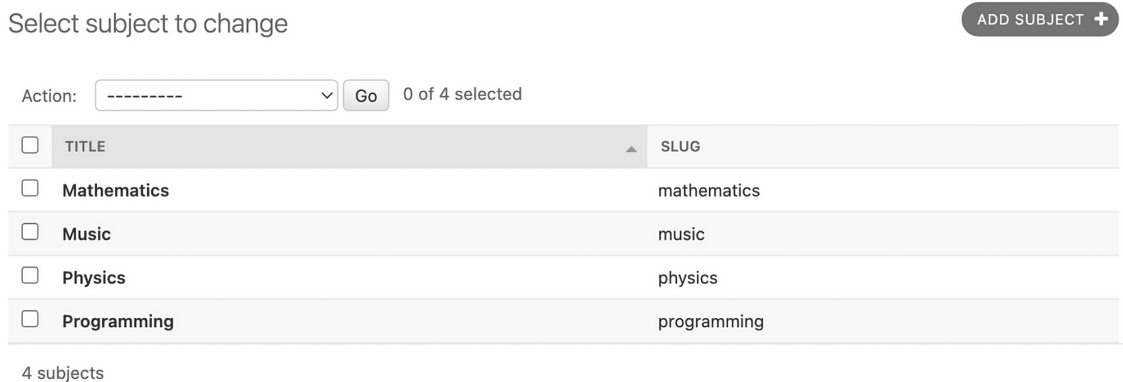 Select subject to change
ADD SUBJECT +
Action: --------- Go 0 of 4 selected
TITLE SLUG
Mathematics mathematics
Music music
Physics physics
Programming programming
4 subjects